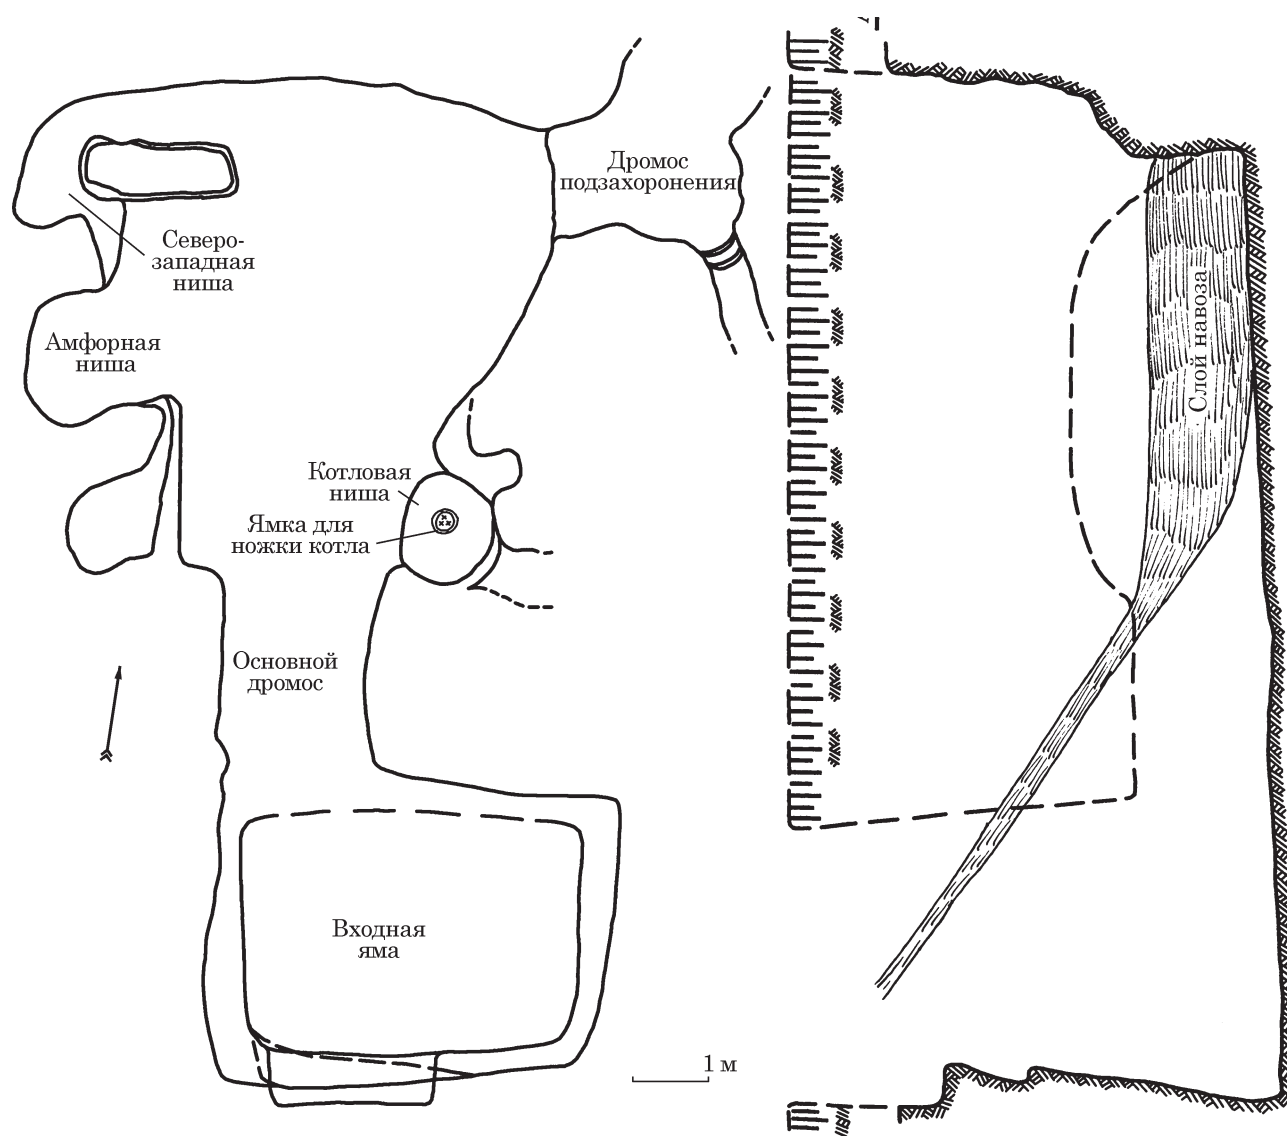 Дромос
подзахоронения
Северо-
западная
ниша
Амфорная
ниша
Слой навоза
Котловая
ниша
Ямка для
ножки котла
Основной
дромос
Входная
яма
1 м